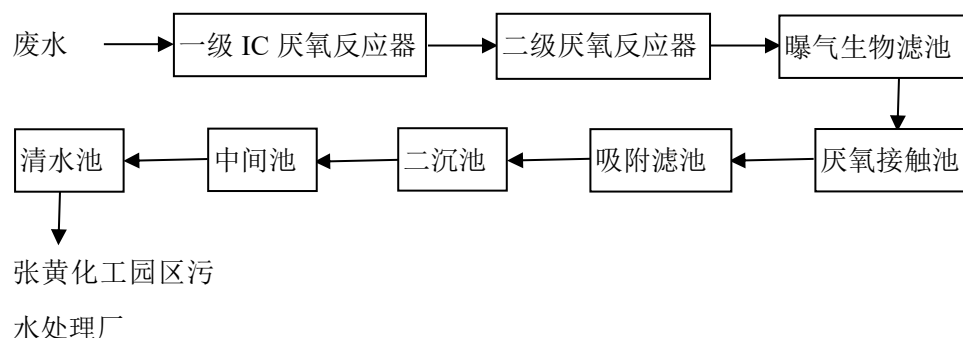 废水
一级 IC 厌氧反应器
二级厌氧反应器
曝气生物滤池
清水池
中间池
二沉池
吸附滤池
厌氧接触池
张黄化工园区污
水处理厂